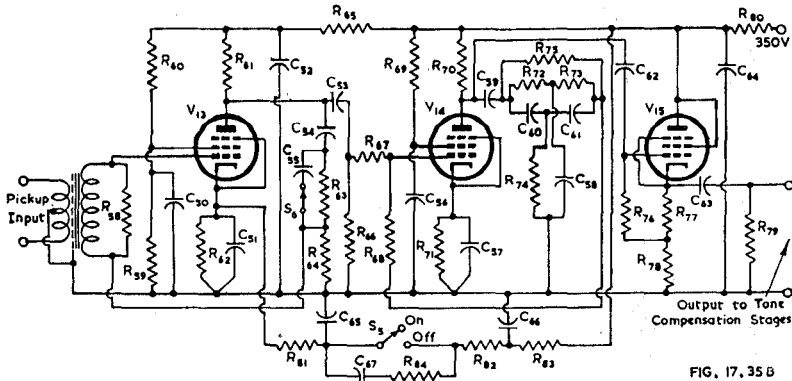 R65
R80
350V
R60
R61
C52
C53
R69
R70
C59
R75
R72
R73
C62
C64
V13
C54
V14
C60
C61
V15
C55
R67
Pickup
Input
R58
C50
S6
R63
C56
R74
C58
R76
R77
C63
R79
R59
R62
C51
R64
R66
R68
R71
C57
R78
C65
S5
On
Off
C66
Output to Tone
Compensation Stages
R81
C67
R84
R82
R83
FIG. 17.35B